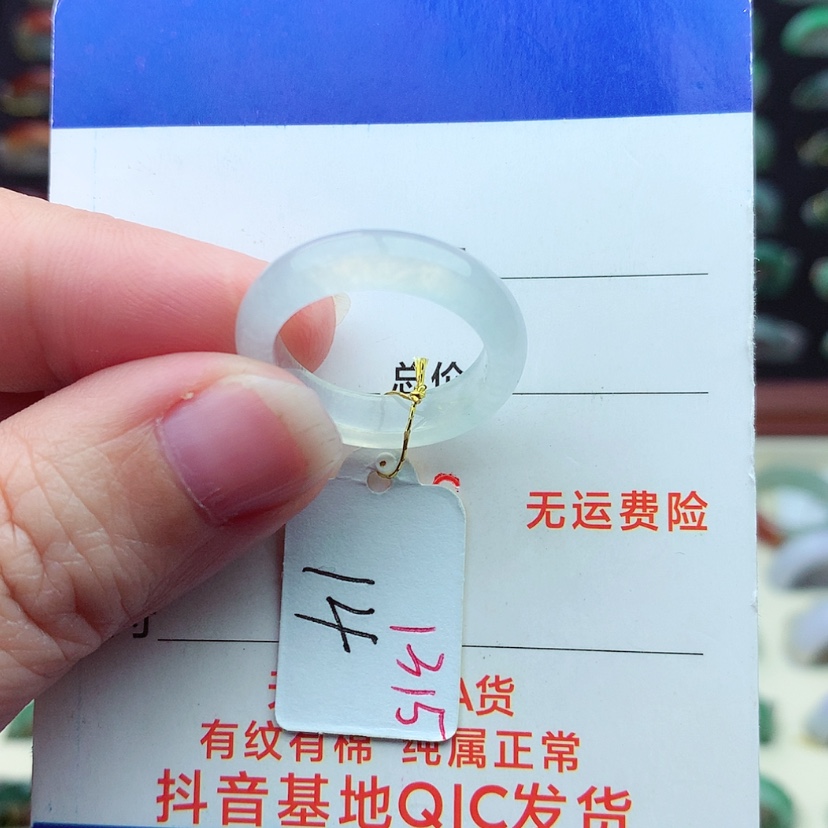 总价
无运费险
14
1315
A货
有纹有棉 纯属正常
抖音基地QIC发货